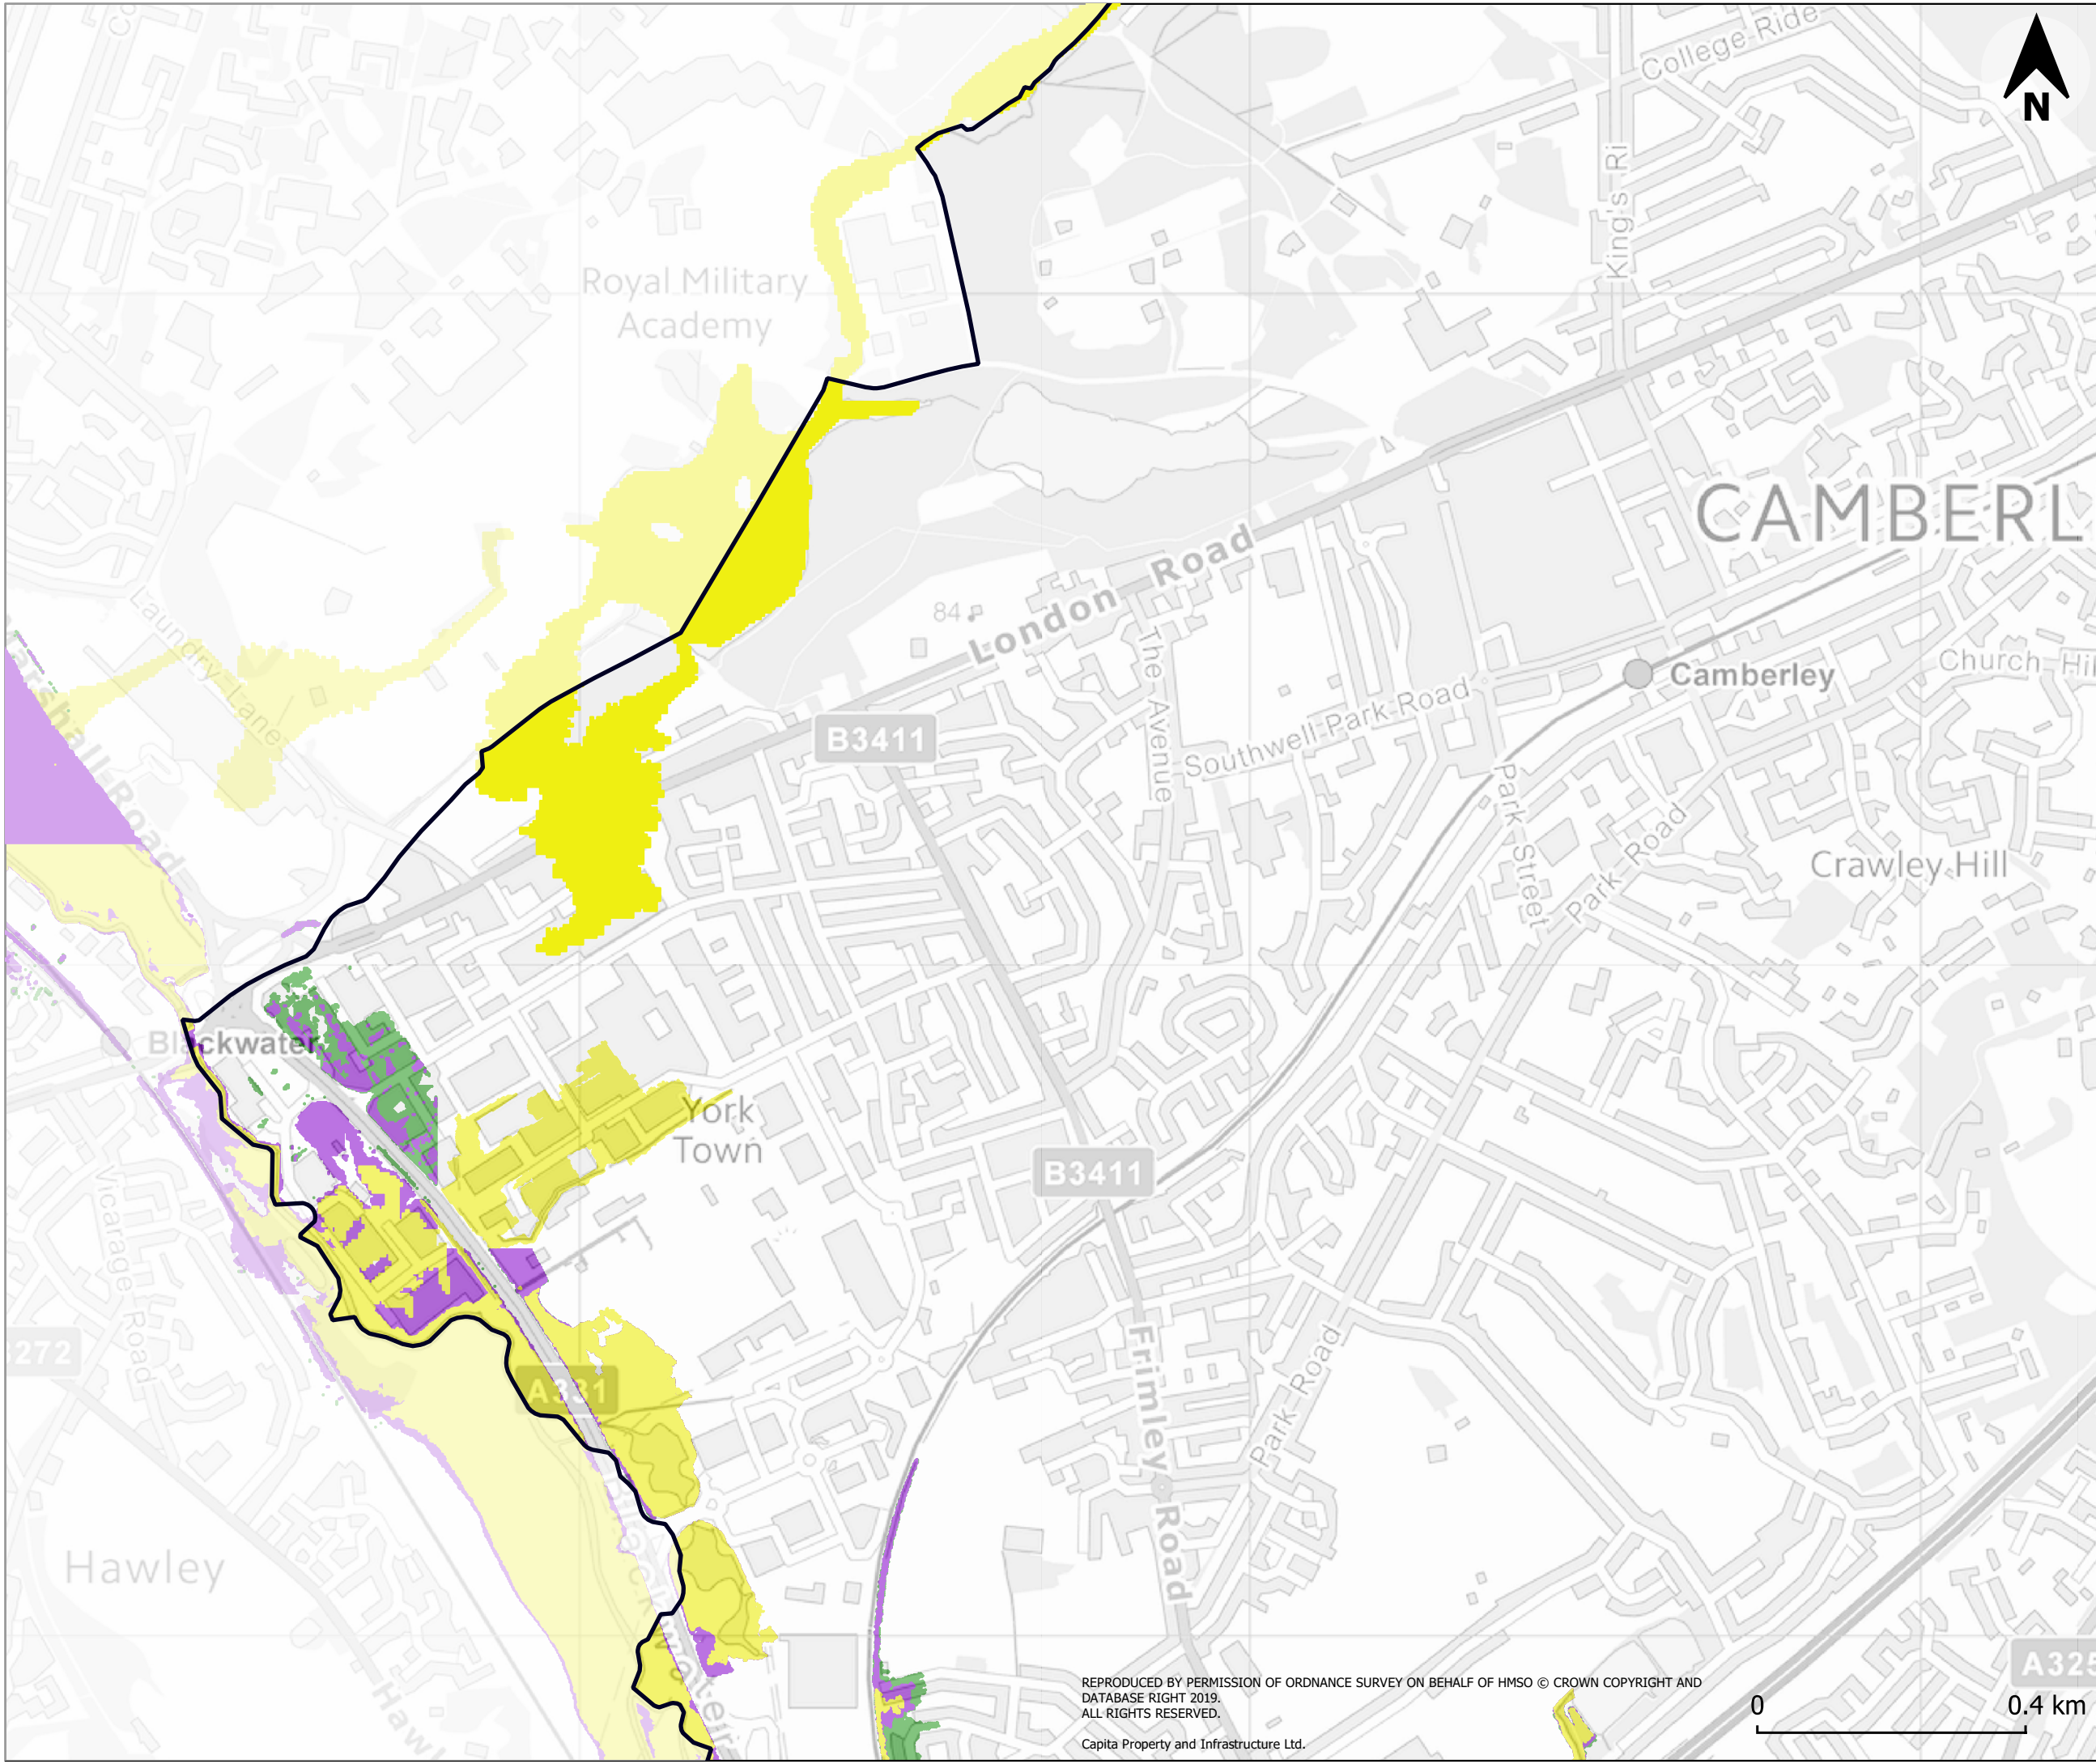 College Ride
N
King's Ri
Royal Military
Academy
CAMBERL
London Road
84
The Avenue
Camberley
Church Hil
Laundry Lane
Southwell Park Road
B3411
Marshall Road
Park Street
Park Road
Crawley Hill
Blackwater
York
Town
B3411
Vicarage Road
272
A331
Frimley Road
Park Road
Hawley
A325
REPRODUCED BY PERMISSION OF ORDNANCE SURVEY ON BEHALF OF HMSO © CROWN COPYRIGHT AND
DATABASE RIGHT 2019.
ALL RIGHTS RESERVED.
Capita Property and Infrastructure Ltd.
0
0.4 km